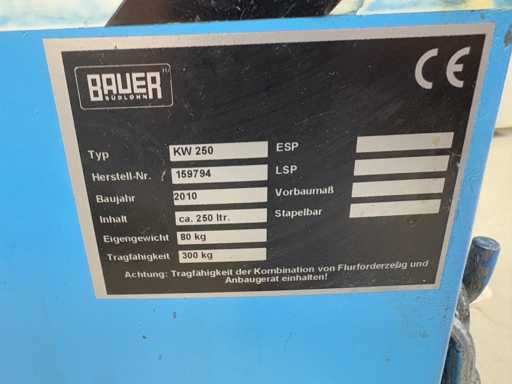 BAUER
SÜDLOHN
CE
Typ KW 250
Herstell-Nr. 159794
Baujahr 2010
Inhalt ca. 250 ltr.
Eigengewicht 80 kg
Tragfähigkeit 300 kg
ESP
LSP
Vorbaumaß
Stapelbar
Achtung: Tragfähigkeit der Kombination von Flurförderzeug und
Anbaugerät einhalten!